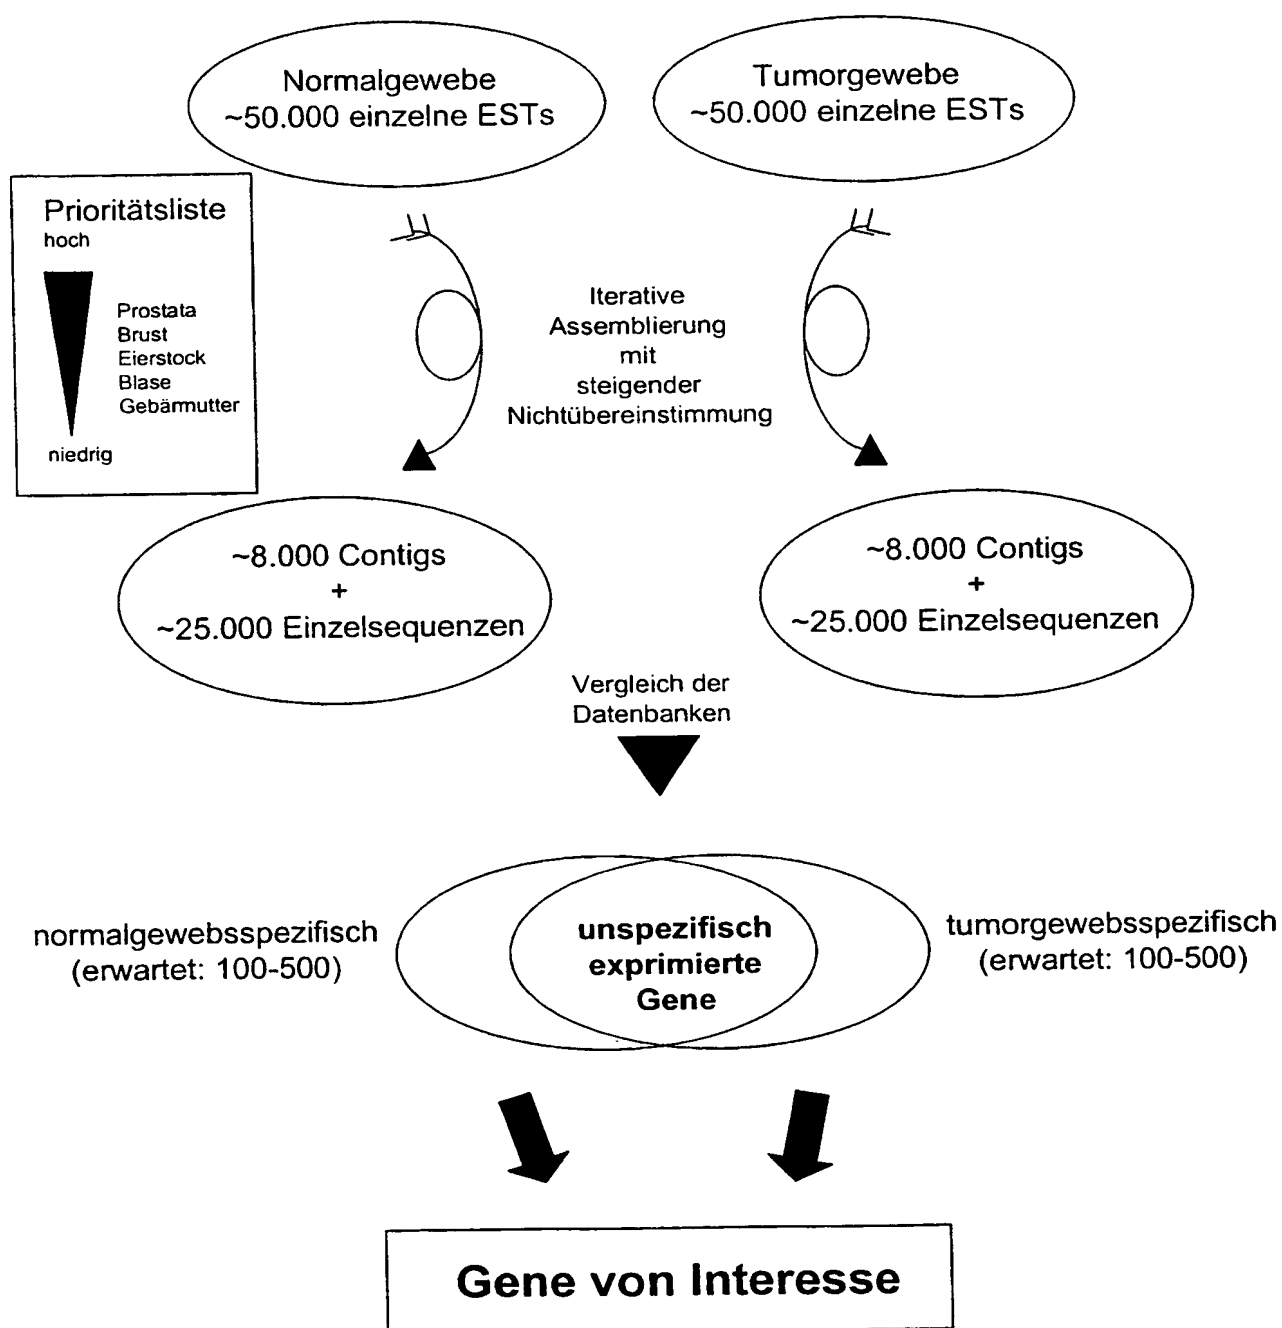 Normalgewebe
~50.000 einzelne ESTs
Tumorgewebe
~50.000 einzelne ESTs
Prioritätsliste
hoch
Prostata
Brust
Eierstock
Blase
Gebärmutter
niedrig
Iterative
Assemblierung
mit
steigender
Nichtübereinstimmung
~8.000 Contigs
+
~25.000 Einzelsequenzen
~8.000 Contigs
+
~25.000 Einzelsequenzen
Vergleich der
Datenbanken
normalgewebsspezifisch
(erwartet: 100-500)
unspezifisch
exprimierte
Gene
tumorgewebsspezifisch
(erwartet: 100-500)
Gene von Interesse